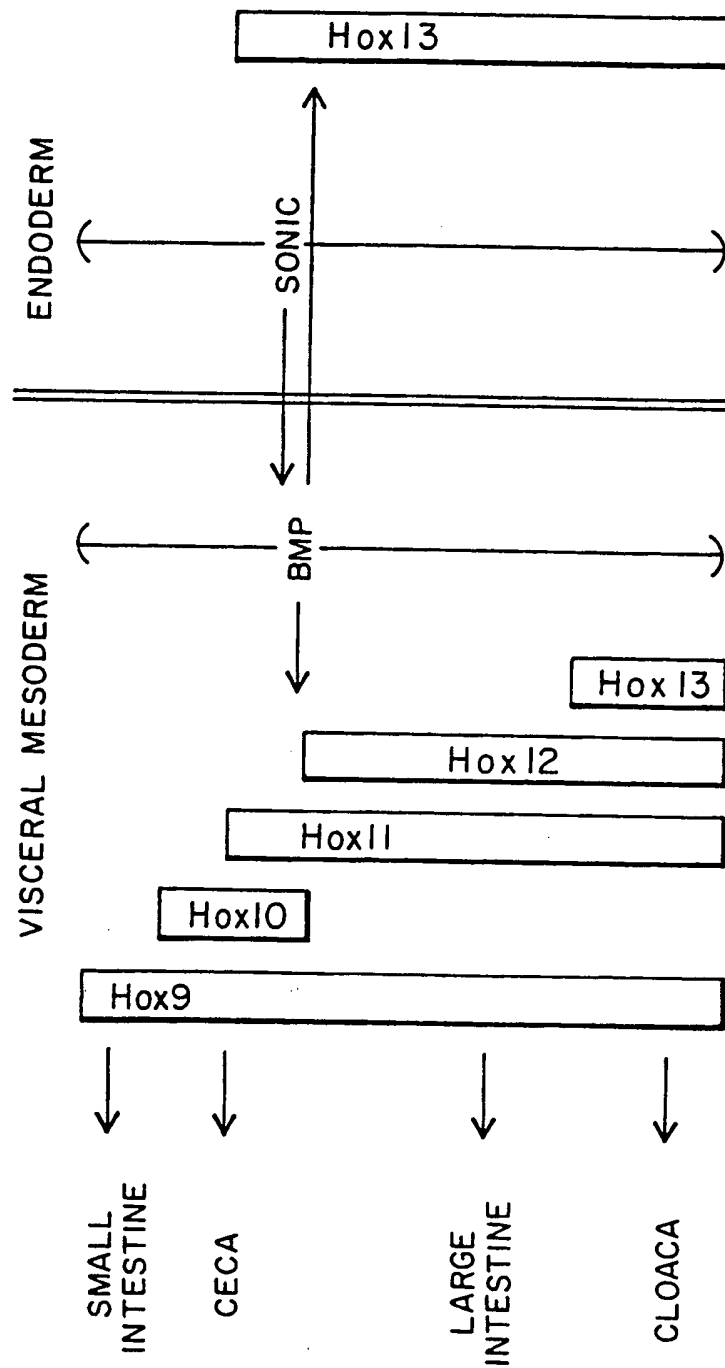 VISCERAL MESODERM
ENDODERM
SMALL
INTESTINE
CECA
LARGE
INTESTINE
CLOACA
Hox9
Hox10
Hox11
Hox12
Hox13
BMP
SONIC
Hox13